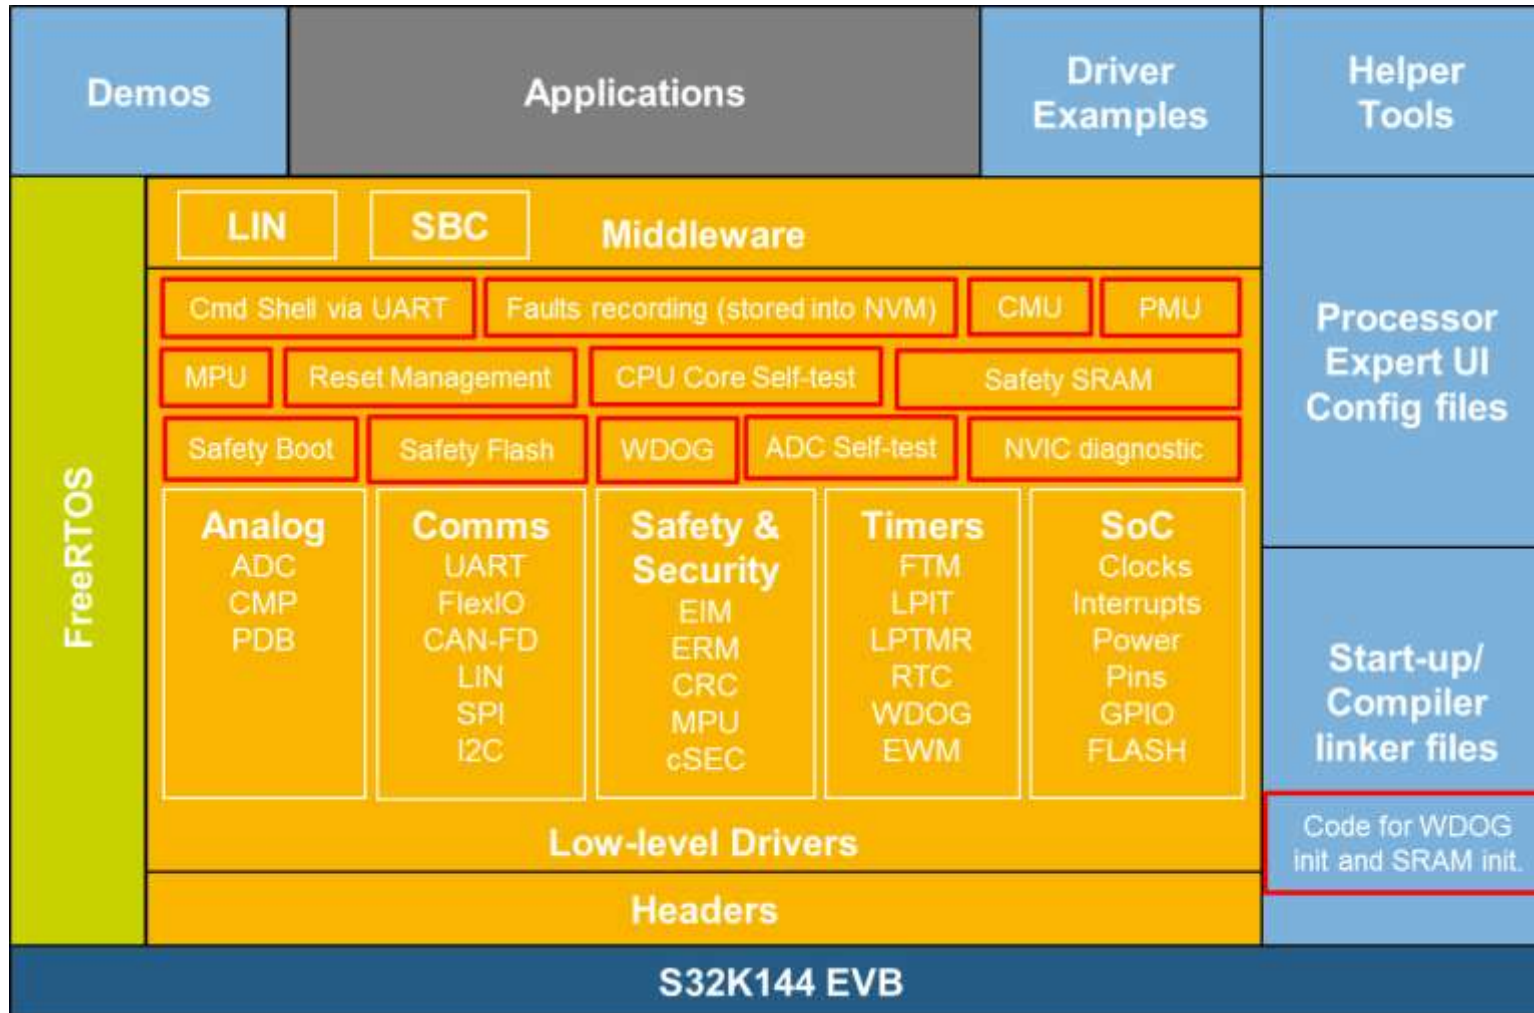 Demos
Applications
Driver
Examples
Helper
Tools
FreeRTOS
LIN
SBC
Middleware
Cmd Shell via UART
Faults recording (stored into NVM)
CMU
PMU
MPU
Reset Management
CPU Core Self-test
Safety SRAM
Safety Boot
Safety Flash
WDOG
ADC Self-test
NVIC diagnostic
Analog
ADC
CMP
PDB
Comms
UART
FlexIO
CAN-FD
LIN
SPI
I2C
Safety &
Security
EIM
ERM
CRC
MPU
cSEC
Timers
FTM
LPIT
LPTMR
RTC
WDOG
EWM
SoC
Clocks
Interrupts
Power
Pins
GPIO
FLASH
Low-level Drivers
Headers
Processor
Expert UI
Config files
Start-up/
Compiler
linker files
Code for WDOG
init and SRAM init.
S32K144 EVB